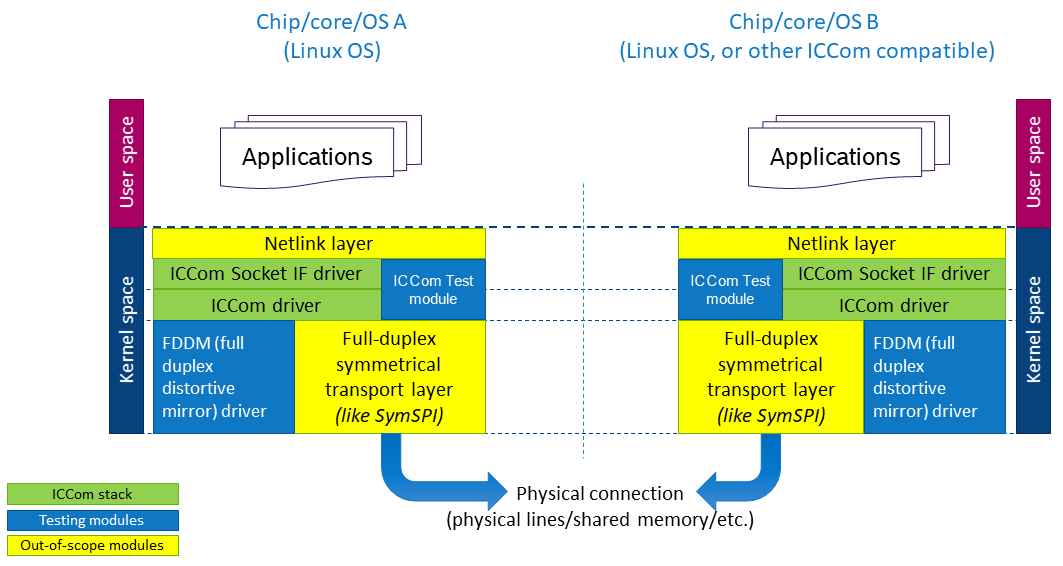 Chip/core/OS A
(Linux OS)
Chip/core/OS B
(Linux OS, or other ICCom compatible)
User space
Applications
Applications
User space
Kernel space
Netlink layer
ICCom Socket IF driver
ICCom driver
ICCom Test
module
FDDM (full
duplex
distortive
mirror) driver
Full-duplex
symmetrical
transport layer
(like SymSPI)
Netlink layer
ICCom Test
module
ICCom Socket IF driver
ICCom driver
Full-duplex
symmetrical
transport layer
(like SymSPI)
FDDM (full
duplex
distortive
mirror) driver
Kernel space
Physical connection
(physical lines/shared memory/etc.)
ICCom stack
Testing modules
Out-of-scope modules